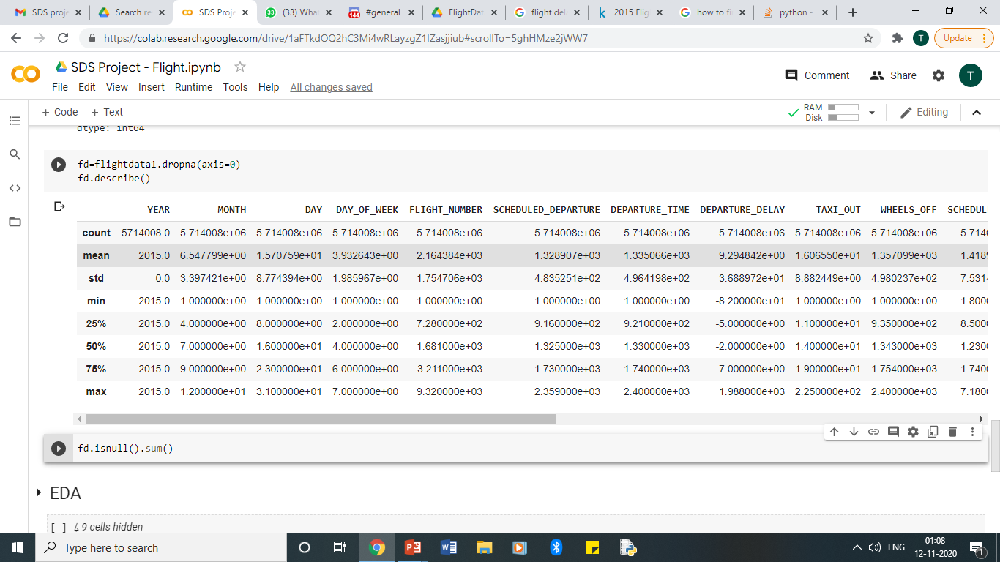 SDS proje
Search re
SDS Proje
(33) What
#general
FlightDat
flight dela
2015 Flig
how to fi
python -
https://colab.research.google.com/drive/1aFTkdOQ2hC3Mi4wRLayzgZ1IZasjjiub#scrollTo=5ghHMze2jWW7
T
Update
SDS Project - Flight.ipynb
Comment
Share
T
File Edit View Insert Runtime Tools Help All changes saved
+ Code + Text
RAM
Disk
Editing
dtype: int64
fd=flightdata1.dropna(axis=0)
fd.describe()
YEAR MONTH DAY DAY_OF_WEEK FLIGHT_NUMBER SCHEDULED_DEPARTURE DEPARTURE_TIME DEPARTURE_DELAY TAXI_OUT WHEELS_OFF SCHEDUL
count 5714008.0 5.714008e+06 5.714008e+06 5.714008e+06 5.714008e+06 5.714008e+06 5.714008e+06 5.714008e+06 5.714008e+06 5.714008e+06 5.714
mean 2015.0 6.547799e+00 1.570759e+01 3.932643e+00 2.164384e+03 1.328907e+03 1.335066e+03 9.294842e+00 1.606550e+01 1.357099e+03 1.418
std 0.0 3.397421e+00 8.774394e+00 1.985967e+00 1.754706e+03 4.835251e+02 4.964198e+02 3.688972e+01 8.882449e+00 4.980237e+02 7.531
min 2015.0 1.000000e+00 1.000000e+00 1.000000e+00 1.000000e+00 1.000000e+00 1.000000e+00 -8.200000e+01 1.000000e+00 1.000000e+00 1.800
25% 2015.0 4.000000e+00 8.000000e+00 2.000000e+00 7.280000e+02 9.160000e+02 9.210000e+02 -5.000000e+00 1.100000e+01 9.350000e+02 8.500
50% 2015.0 7.000000e+00 1.600000e+01 4.000000e+00 1.681000e+03 1.325000e+03 1.330000e+03 -2.000000e+00 1.400000e+01 1.343000e+03 1.230
75% 2015.0 9.000000e+00 2.300000e+01 6.000000e+00 3.211000e+03 1.730000e+03 1.740000e+03 7.000000e+00 1.900000e+01 1.754000e+03 1.740
max 2015.0 1.200000e+01 3.100000e+01 7.000000e+00 9.320000e+03 2.359000e+03 2.400000e+03 1.988000e+03 2.250000e+02 2.400000e+03 7.180
fd.isnull().sum()
EDA
[ ] ↳ 9 cells hidden
Type here to search
ENG
01:08
12-11-2020
1